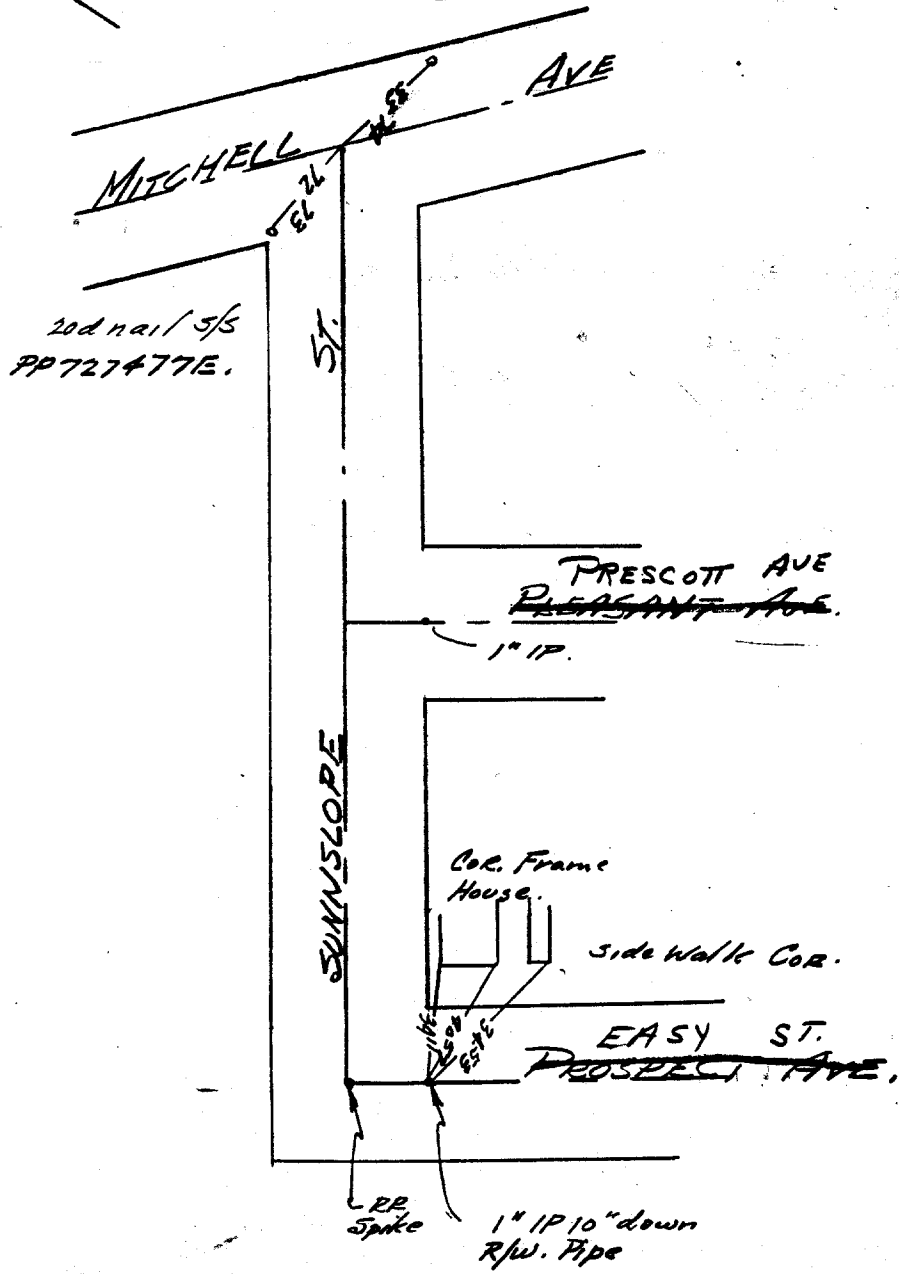 MITCHELL AVE
20d nail S/S
PP727477E.
ST.
PRESCOTT AVE
PLEASANT AVE.
1" IP.
SUNNSLOPE
COR. Frame
House.
Side Walk COR.
EASY ST.
PROSPECT AVE.
RR
Spike
1" IP 10" down
R/W. Pipe